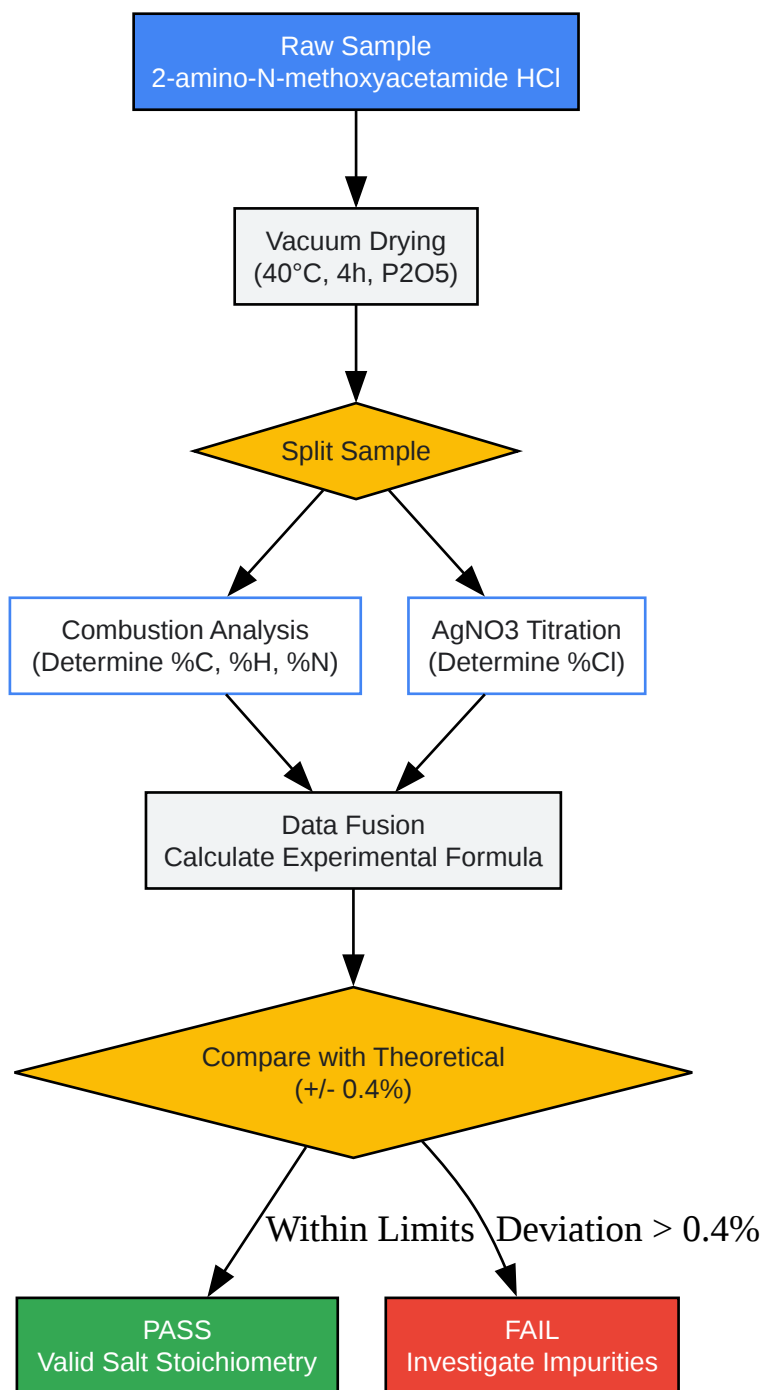 Raw Sample
2-amino-N-methoxyacetamide HCl
Vacuum Drying
(40°C, 4h, P2O5)
Split Sample
Combustion Analysis
(Determine %C, %H, %N)
AgNO3 Titration
(Determine %Cl)
Data Fusion
Calculate Experimental Formula
Compare with Theoretical
(+/- 0.4%)
Within Limits
Deviation > 0.4%
PASS
Valid Salt Stoichiometry
FAIL
Investigate Impurities